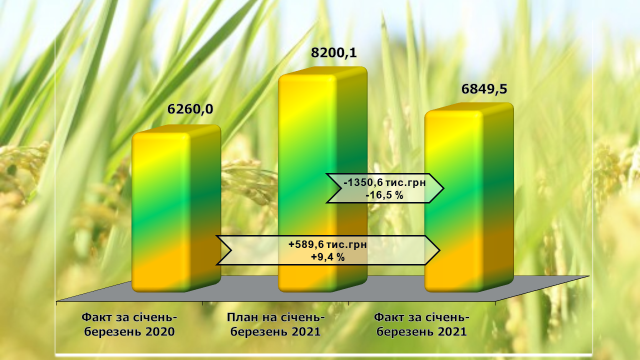 8200,1
6849,5
6260,0
-1350,6 тис.грн
-16,5 %
+589,6 тис.грн
+9,4 %
Факт за січень-
березень 2020
План на січень-
березень 2021
Факт за січень-
березень 2021